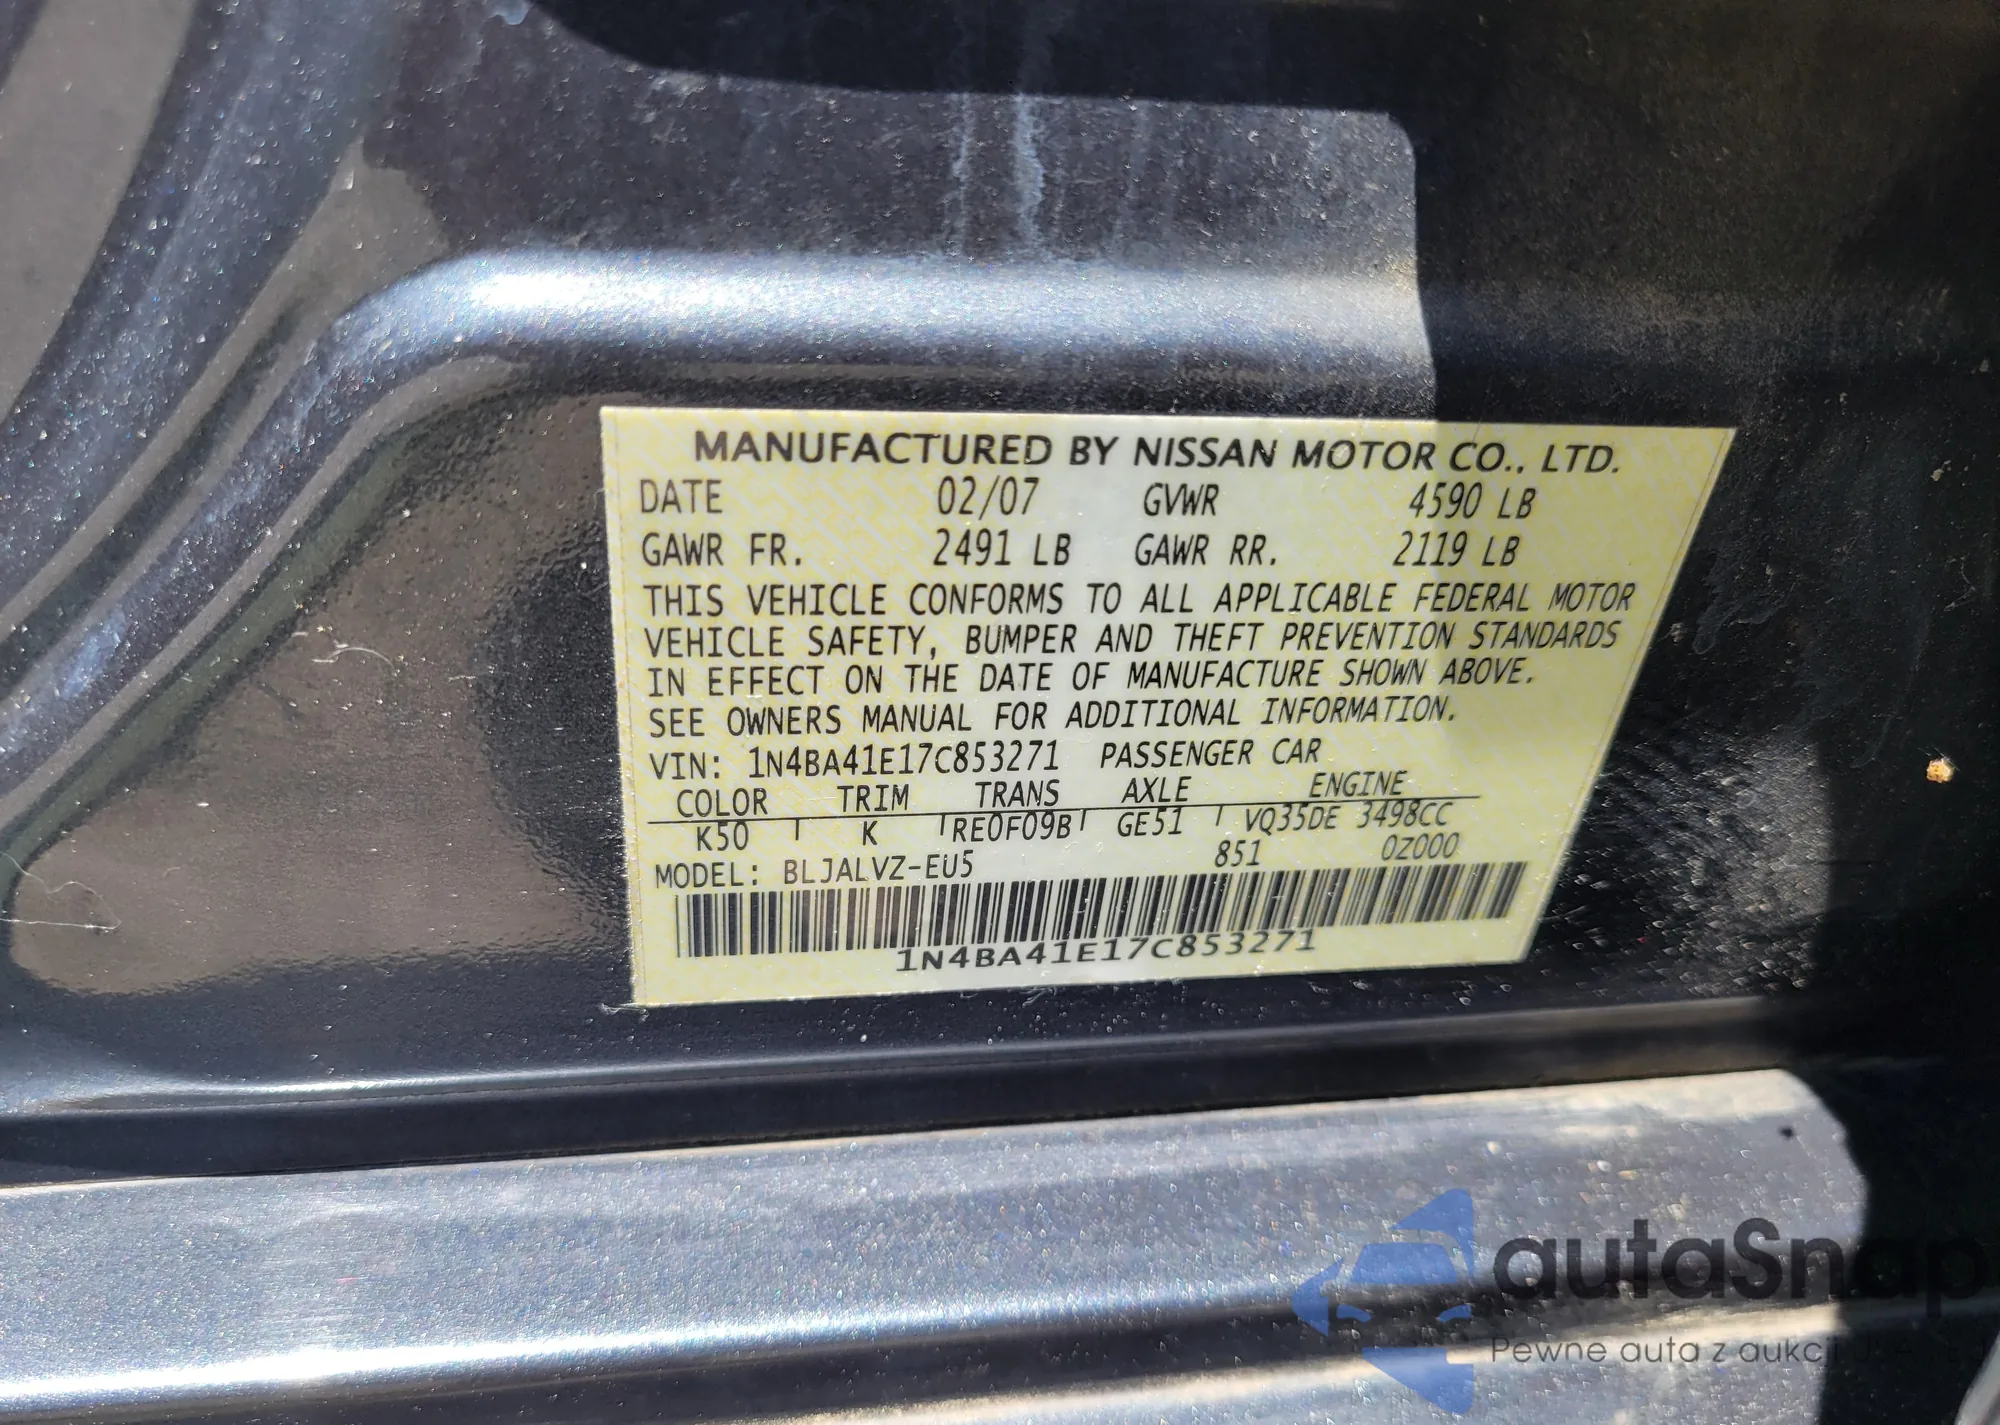 MANUFACTURED BY NISSAN MOTOR CO., LTD.
DATE 02/07 GVWR 4590 LB
GAWR FR. 2491 LB GAWR RR. 2119 LB
THIS VEHICLE CONFORMS TO ALL APPLICABLE FEDERAL MOTOR
VEHICLE SAFETY, BUMPER AND THEFT PREVENTION STANDARDS
IN EFFECT ON THE DATE OF MANUFACTURE SHOWN ABOVE.
SEE OWNERS MANUAL FOR ADDITIONAL INFORMATION.
VIN: 1N4BA41E17C853271 PASSENGER CAR
COLOR TRIM TRANS AXLE ENGINE
K50 K RE0F09B GE51 VQ35DE 3498CC
MODEL: BLJALVZ-EU5 851 0Z000
1N4BA41E17C853271
autaSnap
Pewne auta z aukcji